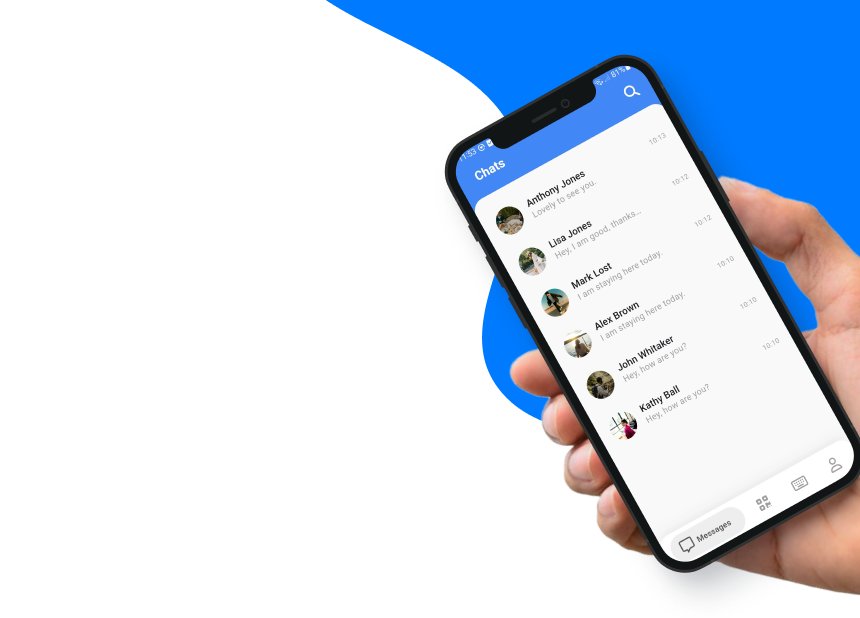 11:53
81%
Chats
Anthony Jones
10:13
Lovely to see you.
Lisa Jones
10:12
Hey, I am good, thanks...
Mark Lost
10:12
I am staying here today.
Alex Brown
10:10
I am staying here today.
John Whitaker
10:10
Hey, how are you?
Kathy Ball
10:10
Hey, how are you?
Messages